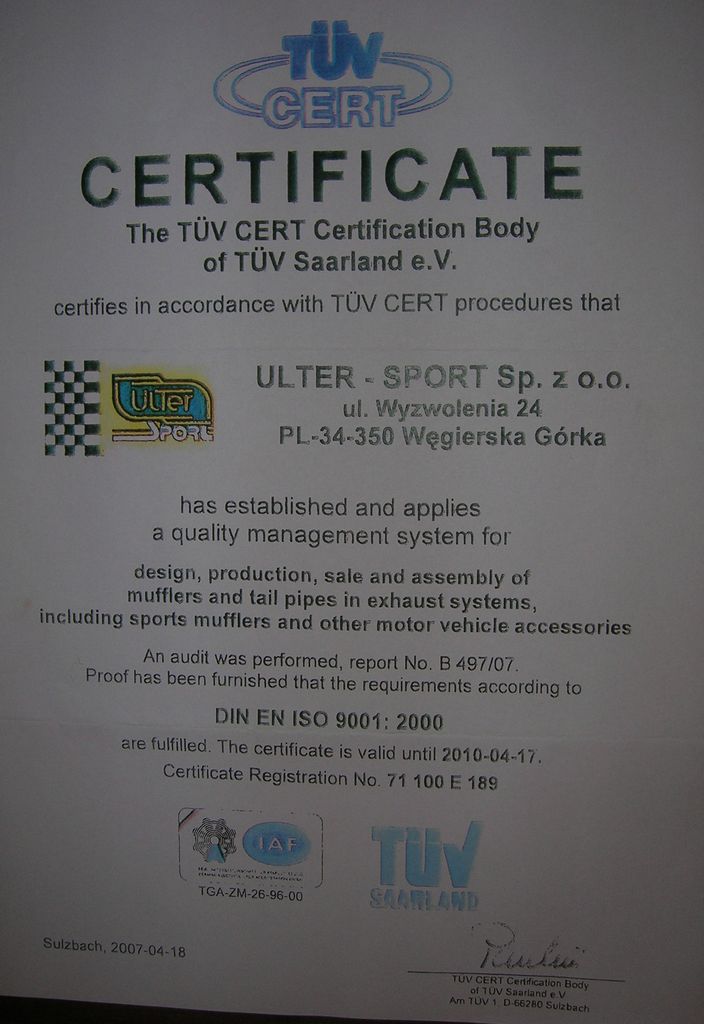 TÜV
CERT
CERTIFICATE
The TÜV CERT Certification Body
of TÜV Saarland e.V.
certifies in accordance with TÜV CERT procedures that
ULTer
SPORT
ULTER - SPORT Sp. z o.o.
ul. Wyzwolenia 24
PL-34-350 Węgierska Górka
has established and applies
a quality management system for
design, production, sale and assembly of
mufflers and tail pipes in exhaust systems,
including sports mufflers and other motor vehicle accessories
An audit was performed, report No. B 497/07.
Proof has been furnished that the requirements according to
DIN EN ISO 9001: 2000
are fulfilled. The certificate is valid until 2010-04-17.
Certificate Registration No. 71 100 E 189
IAF
TGA-ZM-26-96-00
TÜV
SAARLAND
Sulzbach, 2007-04-18
TÜV CERT Certification Body
of TÜV Saarland e.V
Am TÜV 1, D-66280 Sulzbach